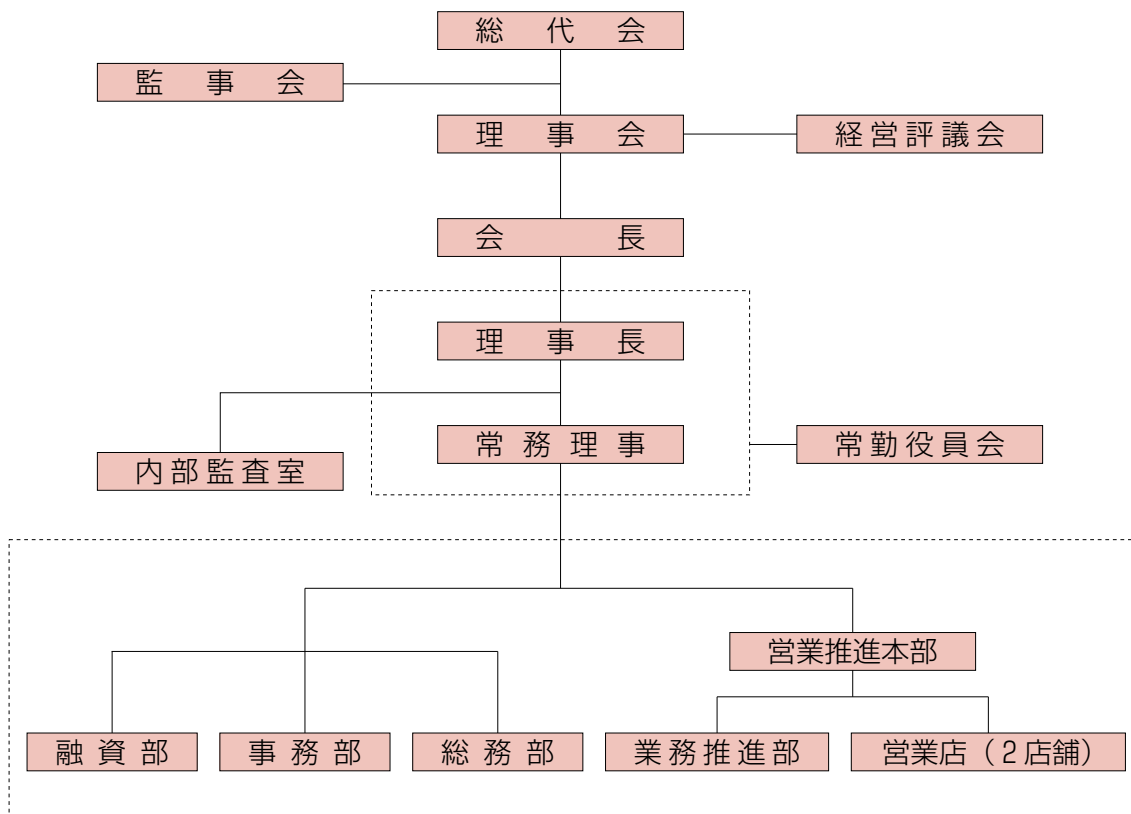 総代会
監事会
理事会
経営評議会
会長
理事長
常務理事
常勤役員会
内部監査室
営業推進本部
融資部
事務部
総務部
業務推進部
営業店（２店舗）